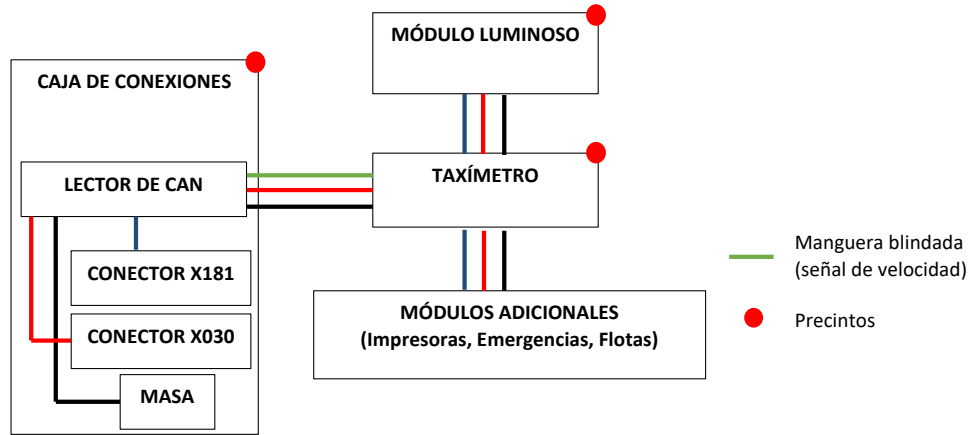 MÓDULO LUMINOSO
CAJA DE CONEXIONES
LECTOR DE CAN
TAXÍMETRO
CONECTOR X181
CONECTOR X030
MASA
MÓDULOS ADICIONALES
(Impresoras, Emergencias, Flotas)
Manguera blindada
(señal de velocidad)
Precintos